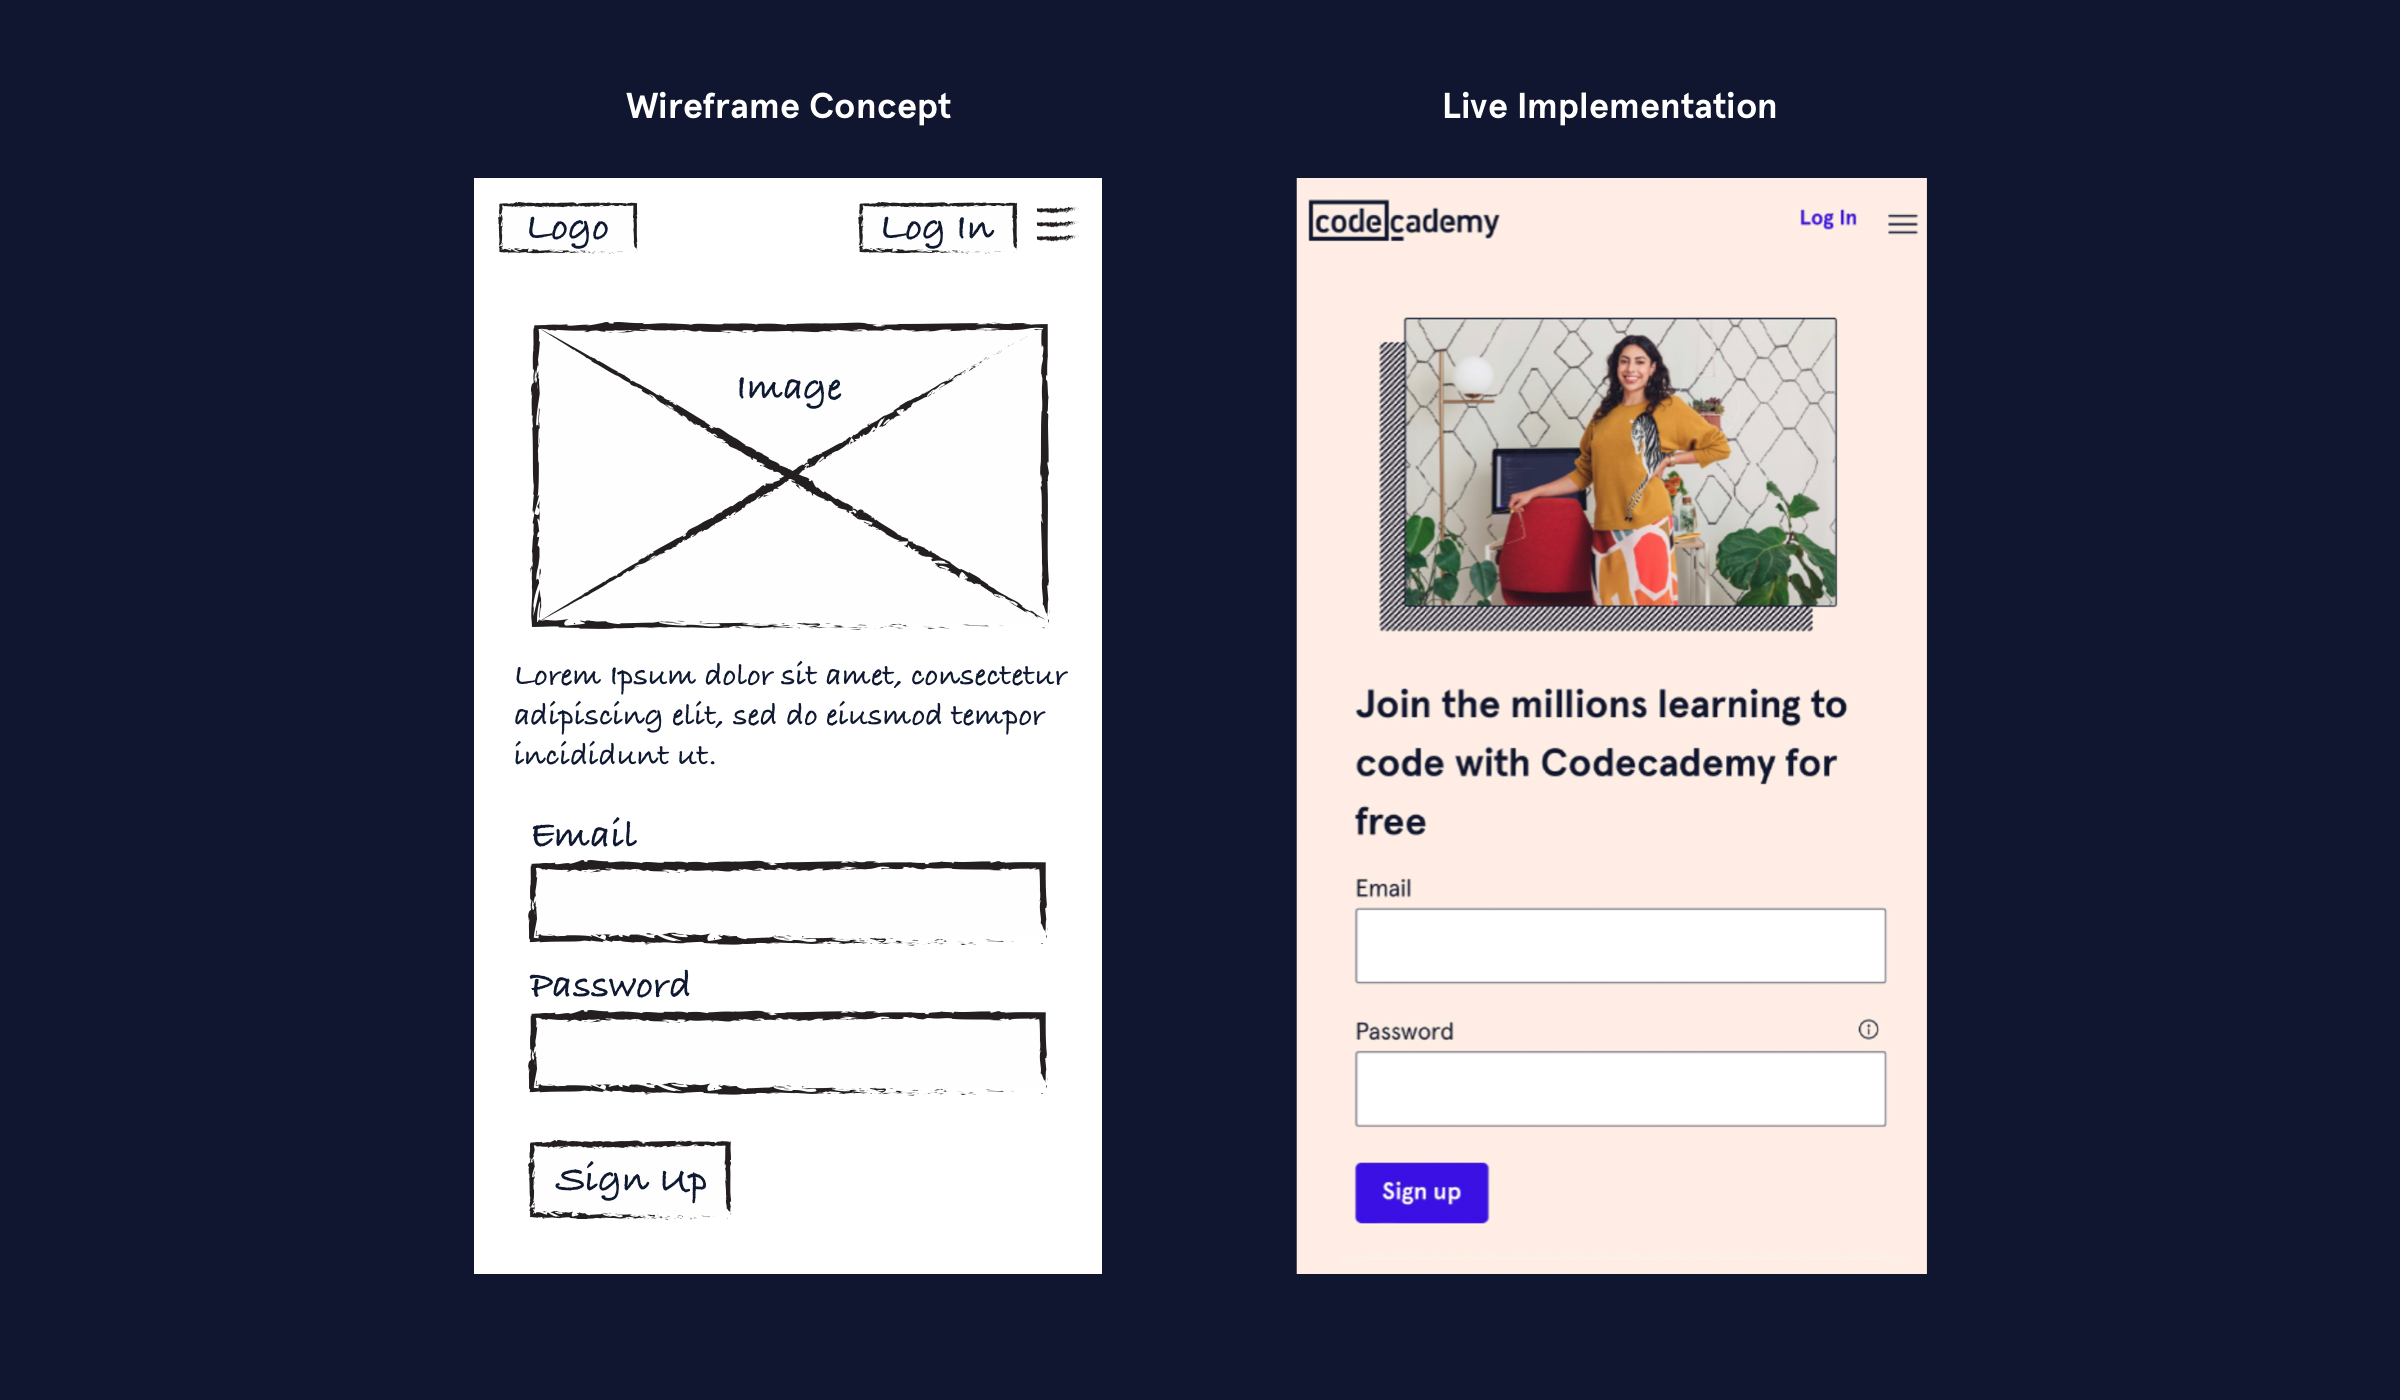 Wireframe Concept
Logo
Log In
Image
Lorem Ipsum dolor sit amet, consectetur
adipiscing elit, sed do eiusmod tempor
incididunt ut.
Email
Password
Sign Up
Live Implementation
codecademy
Log In
Join the millions learning to
code with Codecademy for
free
Email
Password
Sign up